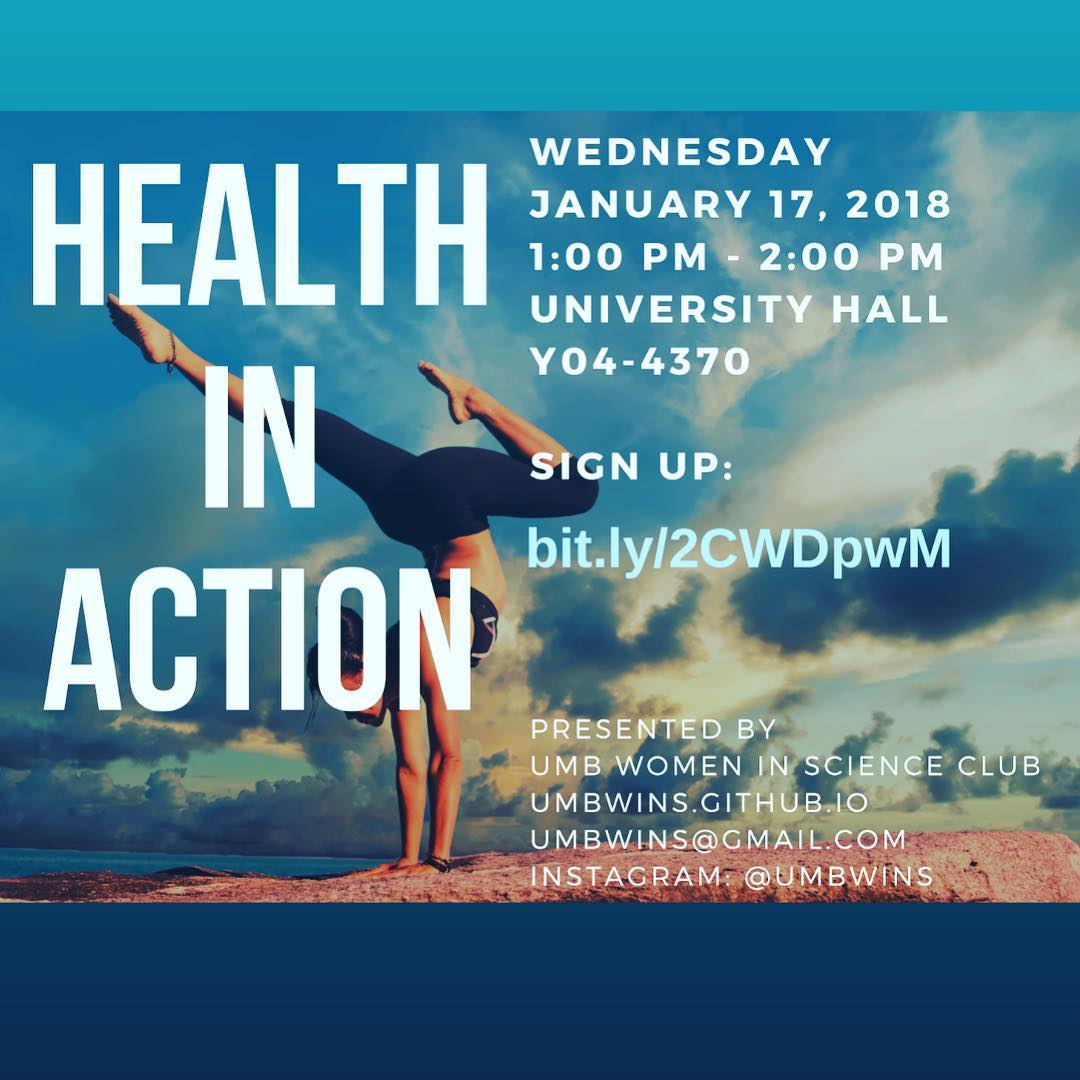 HEALTH
IN
ACTION
WEDNESDAY
JANUARY 17, 2018
1:00 PM - 2:00 PM
UNIVERSITY HALL
Y04-4370
SIGN UP:
bit.ly/2CWDpwM
PRESENTED BY
UMB WOMEN IN SCIENCE CLUB
UMBWINS.GITHUB.IO
UMBWINS@GMAIL.COM
INSTAGRAM: @UMBWINS